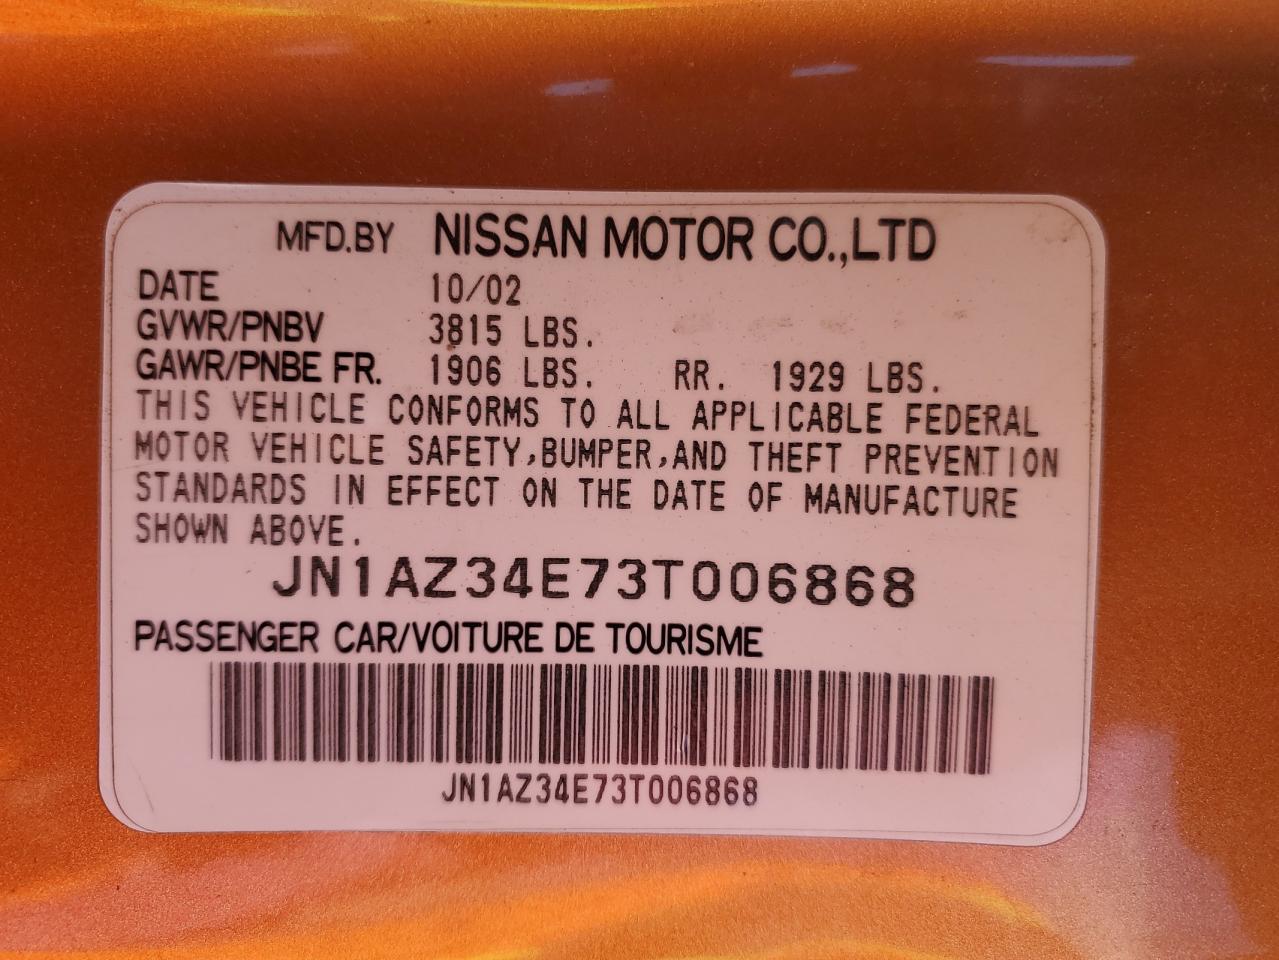 MFD.BY NISSAN MOTOR CO.,LTD
DATE 10/02
GVWR/PNBV 3815 LBS.
GAWR/PNBE FR. 1906 LBS. RR. 1929 LBS.
THIS VEHICLE CONFORMS TO ALL APPLICABLE FEDERAL
MOTOR VEHICLE SAFETY,BUMPER,AND THEFT PREVENTION
STANDARDS IN EFFECT ON THE DATE OF MANUFACTURE
SHOWN ABOVE.
JN1AZ34E73T006868
PASSENGER CAR/VOITURE DE TOURISME
JN1AZ34E73T006868